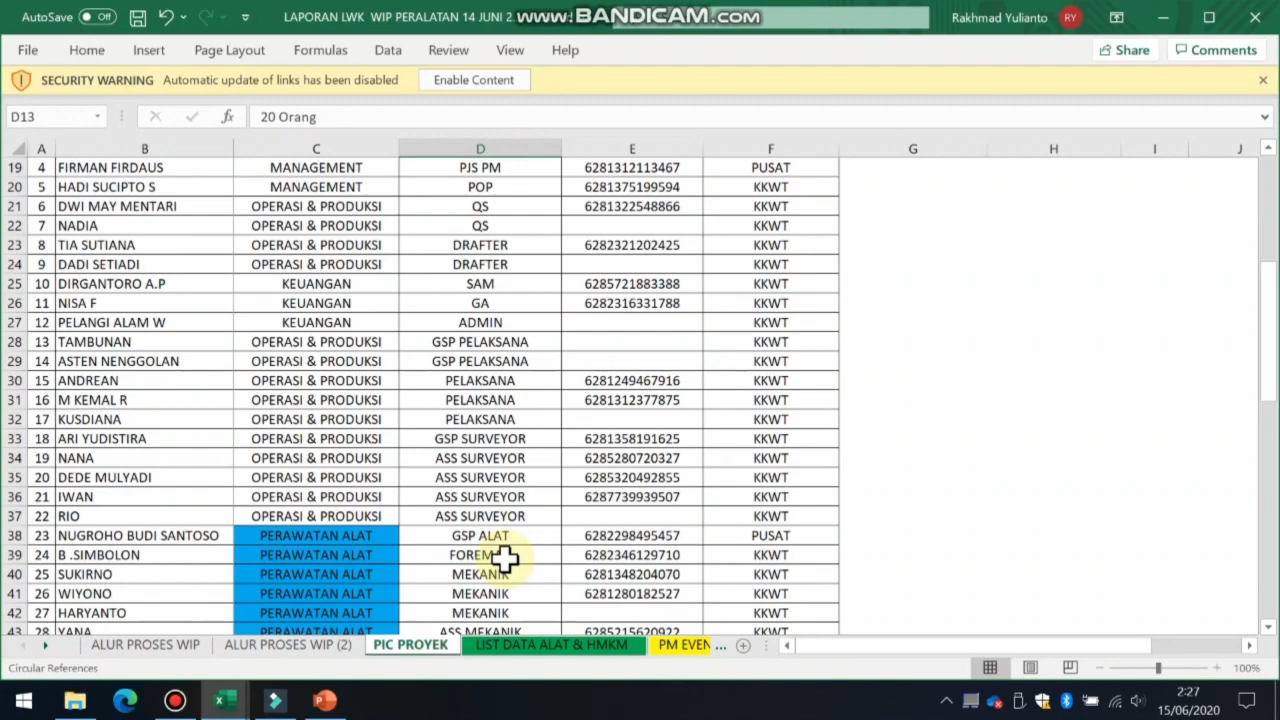 AutoSave Off LAPORAN LWK WIP PERALATAN 14 JUNI 2 www.BANDICAM.com Rakhmad Yulianto RY
File Home Insert Page Layout Formulas Data Review View Help Share Comments
SECURITY WARNING Automatic update of links has been disabled Enable Content
D13 fx 20 Orang
A B C D E F G H I J
19 4 FIRMAN FIRDAUS MANAGEMENT PJS PM 6281312113467 PUSAT
20 5 HADI SUCIPTO S MANAGEMENT POP 6281375199594 KKWT
21 6 DWI MAY MENTARI OPERASI & PRODUKSI QS 6281322548866 KKWT
22 7 NADIA OPERASI & PRODUKSI QS KKWT
23 8 TIA SUTIANA OPERASI & PRODUKSI DRAFTER 6282321202425 KKWT
24 9 DADI SETIADI OPERASI & PRODUKSI DRAFTER KKWT
25 10 DIRGANTORO A.P KEUANGAN SAM 6285721883388 KKWT
26 11 NISA F KEUANGAN GA 6282316331788 KKWT
27 12 PELANGI ALAM W KEUANGAN ADMIN KKWT
28 13 TAMBUNAN OPERASI & PRODUKSI GSP PELAKSANA KKWT
29 14 ASTEN NENGGOLAN OPERASI & PRODUKSI GSP PELAKSANA KKWT
30 15 ANDREAN OPERASI & PRODUKSI PELAKSANA 6281249467916 KKWT
31 16 M KEMAL R OPERASI & PRODUKSI PELAKSANA 6281312377875 KKWT
32 17 KUSDIANA OPERASI & PRODUKSI PELAKSANA KKWT
33 18 ARI YUDISTIRA OPERASI & PRODUKSI GSP SURVEYOR 6281358191625 KKWT
34 19 NANA OPERASI & PRODUKSI ASS SURVEYOR 6285280720327 KKWT
35 20 DEDE MULYADI OPERASI & PRODUKSI ASS SURVEYOR 6285320492855 KKWT
36 21 IWAN OPERASI & PRODUKSI ASS SURVEYOR 6287739939507 KKWT
37 22 RIO OPERASI & PRODUKSI ASS SURVEYOR KKWT
38 23 NUGROHO BUDI SANTOSO PERAWATAN ALAT GSP ALAT 6282298495457 PUSAT
39 24 B .SIMBOLON PERAWATAN ALAT 6282346129710 KKWT
40 25 SUKIRNO PERAWATAN ALAT MEKANIK 6281348204070 KKWT
41 26 WIYONO PERAWATAN ALAT MEKANIK 6281280182527 KKWT
42 27 HARYANTO PERAWATAN ALAT MEKANIK KKWT
43 28 YANA PERAWATAN ALAT ASS MEKANIK 6285215620922 KKWT
ALUR PROSES WIP ALUR PROSES WIP (2) PIC PROYEK LIST DATA ALAT & HMKM PM EVEN ...
Circular References 100%
2:27
15/06/2020